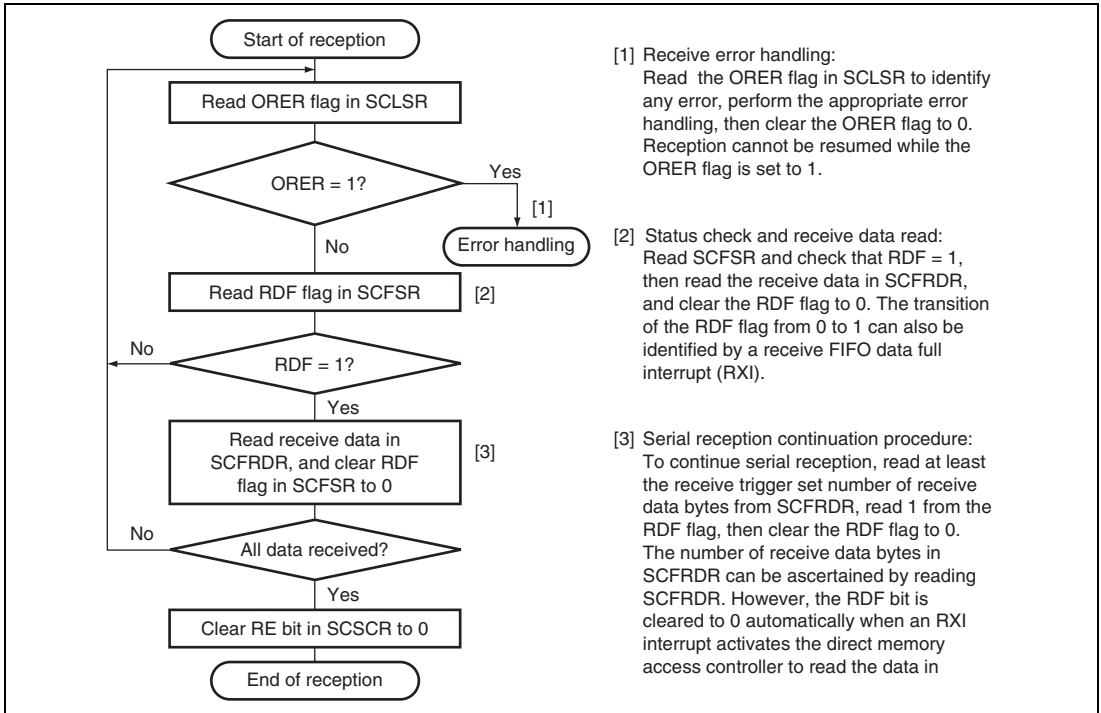 Start of reception
Read ORER flag in SCLSR
ORER = 1?
Yes
[1]
Error handling
No
Read RDF flag in SCFSR
[2]
No
RDF = 1?
Yes
Read receive data in
SCFRDR, and clear RDF
flag in SCFSR to 0
[3]
No
All data received?
Yes
Clear RE bit in SCSCR to 0
End of reception
[1] Receive error handling:
Read the ORER flag in SCLSR to identify
any error, perform the appropriate error
handling, then clear the ORER flag to 0.
Reception cannot be resumed while the
ORER flag is set to 1.
[2] Status check and receive data read:
Read SCFSR and check that RDF = 1,
then read the receive data in SCFRDR,
and clear the RDF flag to 0. The transition
of the RDF flag from 0 to 1 can also be
identified by a receive FIFO data full
interrupt (RXI).
[3] Serial reception continuation procedure:
To continue serial reception, read at least
the receive trigger set number of receive
data bytes from SCFRDR, read 1 from the
RDF flag, then clear the RDF flag to 0.
The number of receive data bytes in
SCFRDR can be ascertained by reading
SCFRDR. However, the RDF bit is
cleared to 0 automatically when an RXI
interrupt activates the direct memory
access controller to read the data in